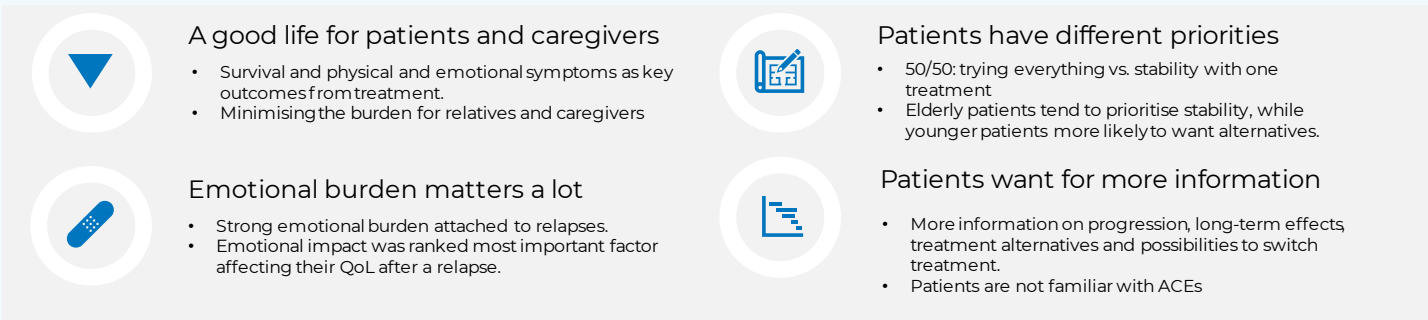 A good life for patients and caregivers
• Survival and physical and emotional symptoms as key
outcomes from treatment.
• Minimising the burden for relatives and caregivers
Emotional burden matters a lot
• Strong emotional burden attached to relapses.
• Emotional impact was ranked most important factor
affecting their QoL after a relapse.
Patients have different priorities
• 50/50: trying everything vs. stability with one
treatment
• Elderly patients tend to prioritise stability, while
younger patients more likely to want alternatives.
Patients want for more information
• More information on progression, long-term effects,
treatment alternatives and possibilities to switch
treatment.
• Patients are not familiar with ACEs